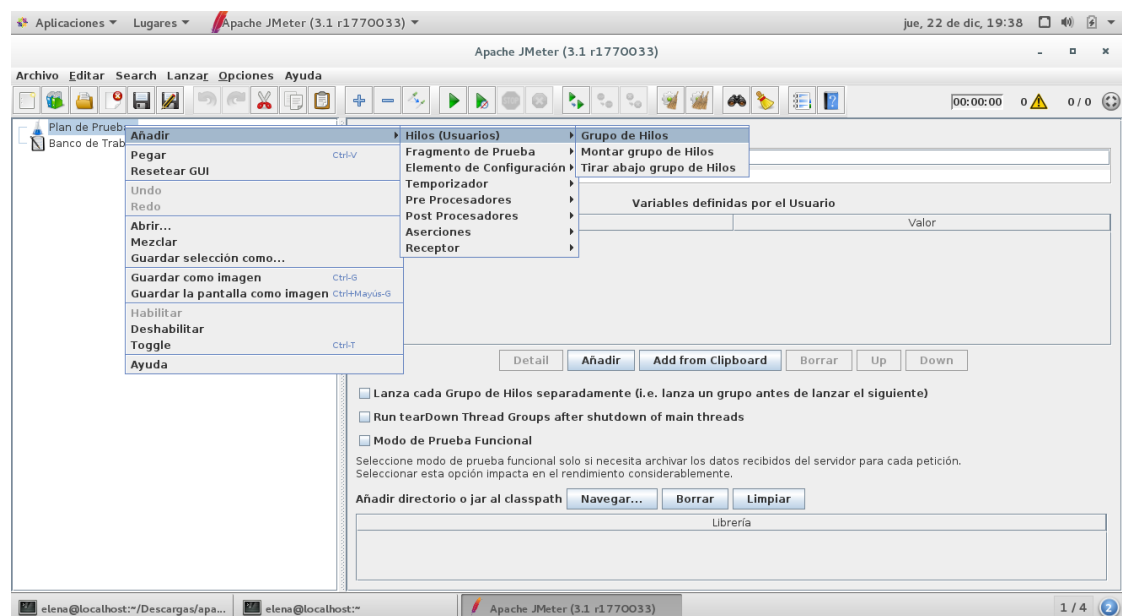 Aplicaciones Lugares Apache JMeter (3.1 r1770033) jue, 22 de dic, 19:38
Apache JMeter (3.1 r1770033)
Archivo Editar Search Lanzar Opciones Ayuda
00:00:00 0 0 / 0
Plan de Prueba
Banco de Trab
Añadir
Pegar Ctrl-V
Resetear GUI
Undo
Redo
Abrir...
Mezclar
Guardar selección como...
Guardar como imagen Ctrl-G
Guardar la pantalla como imagen Ctrl+Mayús-G
Habilitar
Deshabilitar
Toggle Ctrl-T
Ayuda
Hilos (Usuarios)
Fragmento de Prueba
Elemento de Configuración
Temporizador
Pre Procesadores
Post Procesadores
Aserciones
Receptor
Grupo de Hilos
Montar grupo de Hilos
Tirar abajo grupo de Hilos
Variables definidas por el Usuario
Valor
Detail Añadir Add from Clipboard Borrar Up Down
Lanza cada Grupo de Hilos separadamente (i.e. lanza un grupo antes de lanzar el siguiente)
Run tearDown Thread Groups after shutdown of main threads
Modo de Prueba Funcional
Seleccione modo de prueba funcional solo si necesita archivar los datos recibidos del servidor para cada petición.
Seleccionar esta opción impacta en el rendimiento considerablemente.
Añadir directorio o jar al classpath Navegar... Borrar Limpiar
Librería
elena@localhost:~/Descargas/apa... elena@localhost:~ Apache JMeter (3.1 r1770033) 1 / 4 2